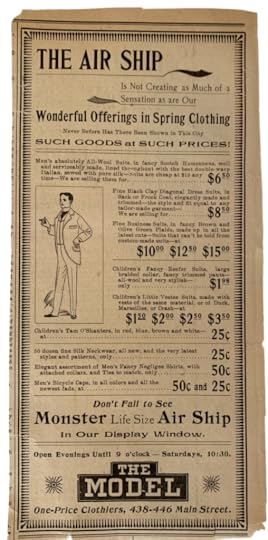 THE AIR SHIP
Is Not Creating as Much of a
Sensation as are Our
Wonderful Offerings in Spring Clothing
Never Before Has There Been Shown in This City
SUCH GOODS at SUCH PRICES!
Men's absolutely All-Wool Suits, in fancy Scotch Homespuns, well
and serviceably made, lined throughout with the best double warp
Italian, sewed with pure silk—Suits are cheap at $10 any
time—We are selling them for $6 50
Fine Black Clay Diagonal Dress Suits, in
Sack or Frock Coat, elegantly made and
trimmed—the style and fit equal to any
tailor-made garment—
We are selling for $8 50
Fine Business Suits, in fancy Brown and
Olive Green Plaids, made up in all the
latest cuts—Suits that can't be told from
custom-made suits—at
$10 00 $12 50 $15 00
Children's Fancy Reefer Suits, large
braided collar, fancy trimmed pants—
all-wool and very stylish—
only $1 98
Children's Little Vestee Suits, made with
vests of the same material, or of Duck,
Marseilles, or Crash—at
$2 00 $2 50 $3 50
Children's Tam O'Shanters, in red, blue, brown and white—
at 25c
50 dozen fine Silk Neckwear, all new, and the very latest
styles and patterns, only 25c
Elegant assortment of Men's Fancy Negligee Shirts, with
attached collars, and Ties to match, only 50c
Men's Bicycle Caps, in all colors and all the
newest fads, at 50c and 25c
Don't Fail to See
Monster Life Size Air Ship
In Our Display Window.
Open Evenings Until 9 o'clock—Saturdays, 10:30.
THE
MODEL
One-Price Clothiers, 438-446 Main Street.